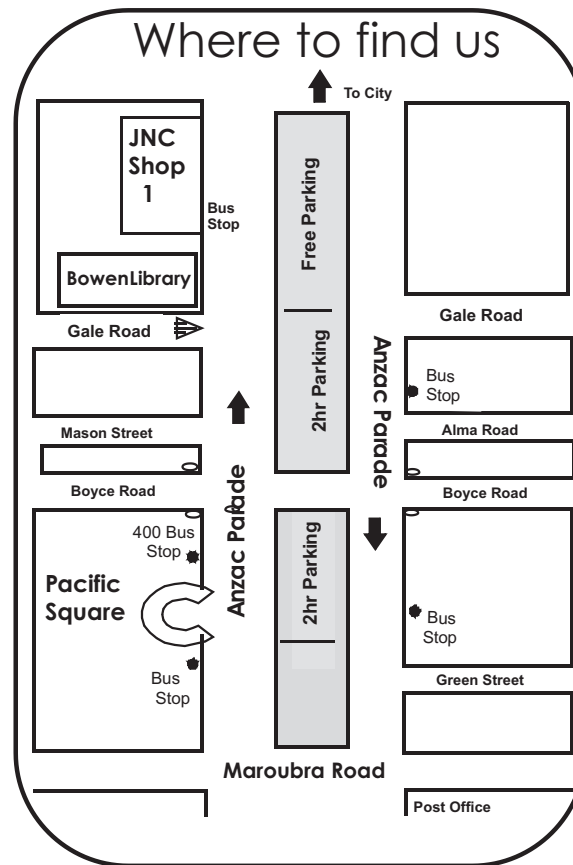 Where to find us
To City
JNC
Shop
1
Bus
Stop
Free Parking
BowenLibrary
Gale Road
Gale Road
2hr Parking
Anzac Parade
Bus
Stop
Mason Street
Alma Road
Boyce Road
Boyce Road
Anzac Parade
400 Bus
Stop
2hr Parking
Pacific
Square
Bus
Stop
Bus
Stop
Green Street
Maroubra Road
Post Office